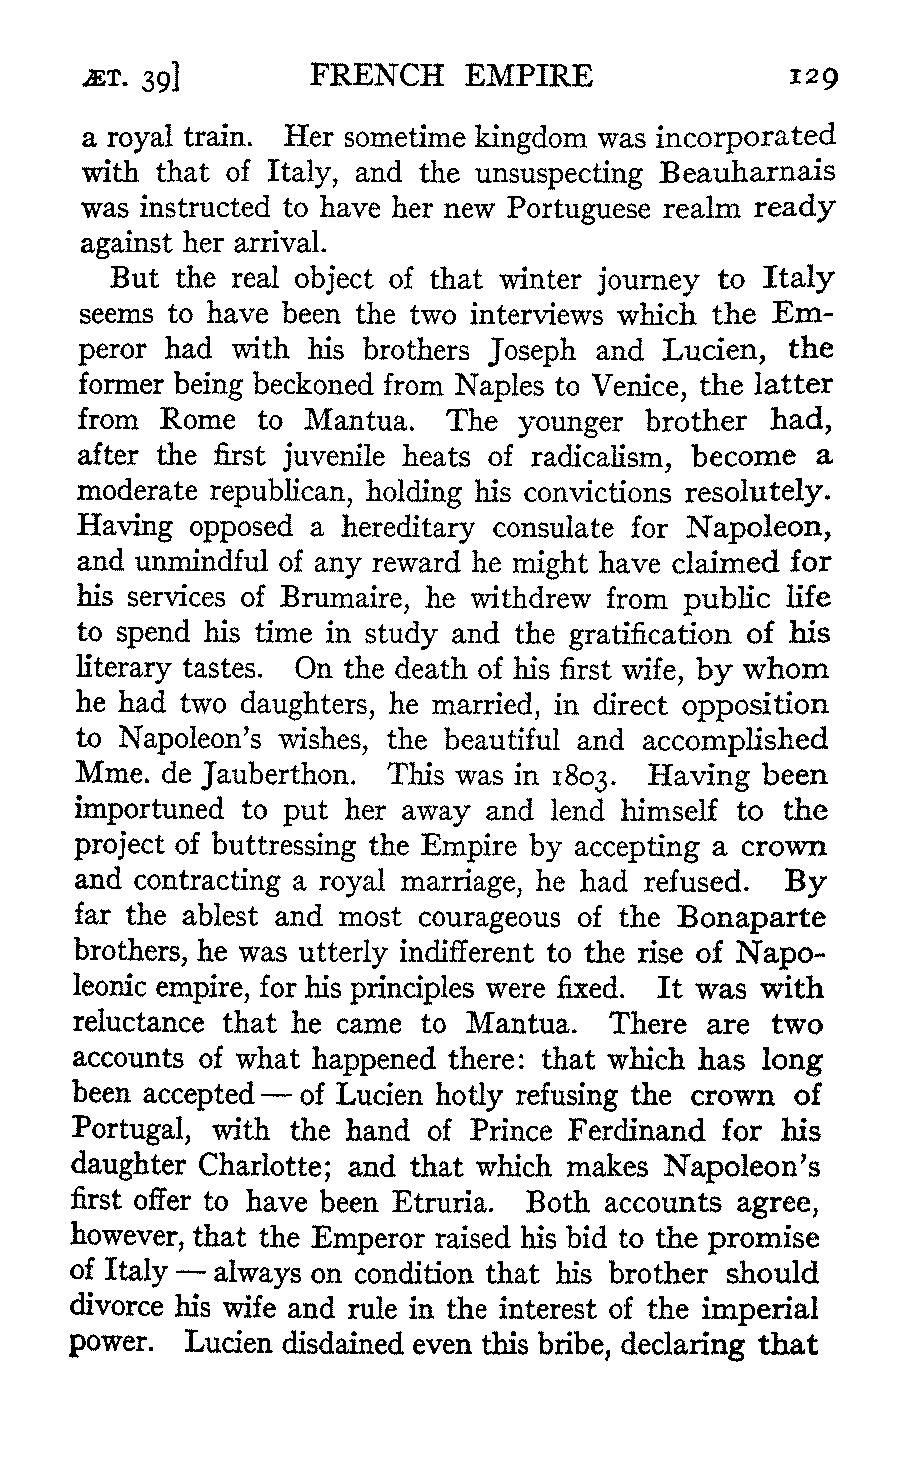 ÆT. 39] FRENCH EMPIRE 129
a royal train. Her sometime kingdom was incorporated
with that of Italy, and the unsuspecting Beauharnais
was instructed to have her new Portuguese realm ready
against her arrival.
But the real object of that winter journey to Italy
seems to have been the two interviews which the Em-
peror had with his brothers Joseph and Lucien, the
former being beckoned from Naples to Venice, the latter
from Rome to Mantua. The younger brother had,
after the first juvenile heats of radicalism, become a
moderate republican, holding his convictions resolutely.
Having opposed a hereditary consulate for Napoleon,
and unmindful of any reward he might have claimed for
his services of Brumaire, he withdrew from public life
to spend his time in study and the gratification of his
literary tastes. On the death of his first wife, by whom
he had two daughters, he married, in direct opposition
to Napoleon's wishes, the beautiful and accomplished
Mme. de Jauberthon. This was in 1803. Having been
importuned to put her away and lend himself to the
project of buttressing the Empire by accepting a crown
and contracting a royal marriage, he had refused. By
far the ablest and most courageous of the Bonaparte
brothers, he was utterly indifferent to the rise of Napo-
leonic empire, for his principles were fixed. It was with
reluctance that he came to Mantua. There are two
accounts of what happened there: that which has long
been accepted — of Lucien hotly refusing the crown of
Portugal, with the hand of Prince Ferdinand for his
daughter Charlotte; and that which makes Napoleon's
first offer to have been Etruria. Both accounts agree,
however, that the Emperor raised his bid to the promise
of Italy — always on condition that his brother should
divorce his wife and rule in the interest of the imperial
power. Lucien disdained even this bribe, declaring that